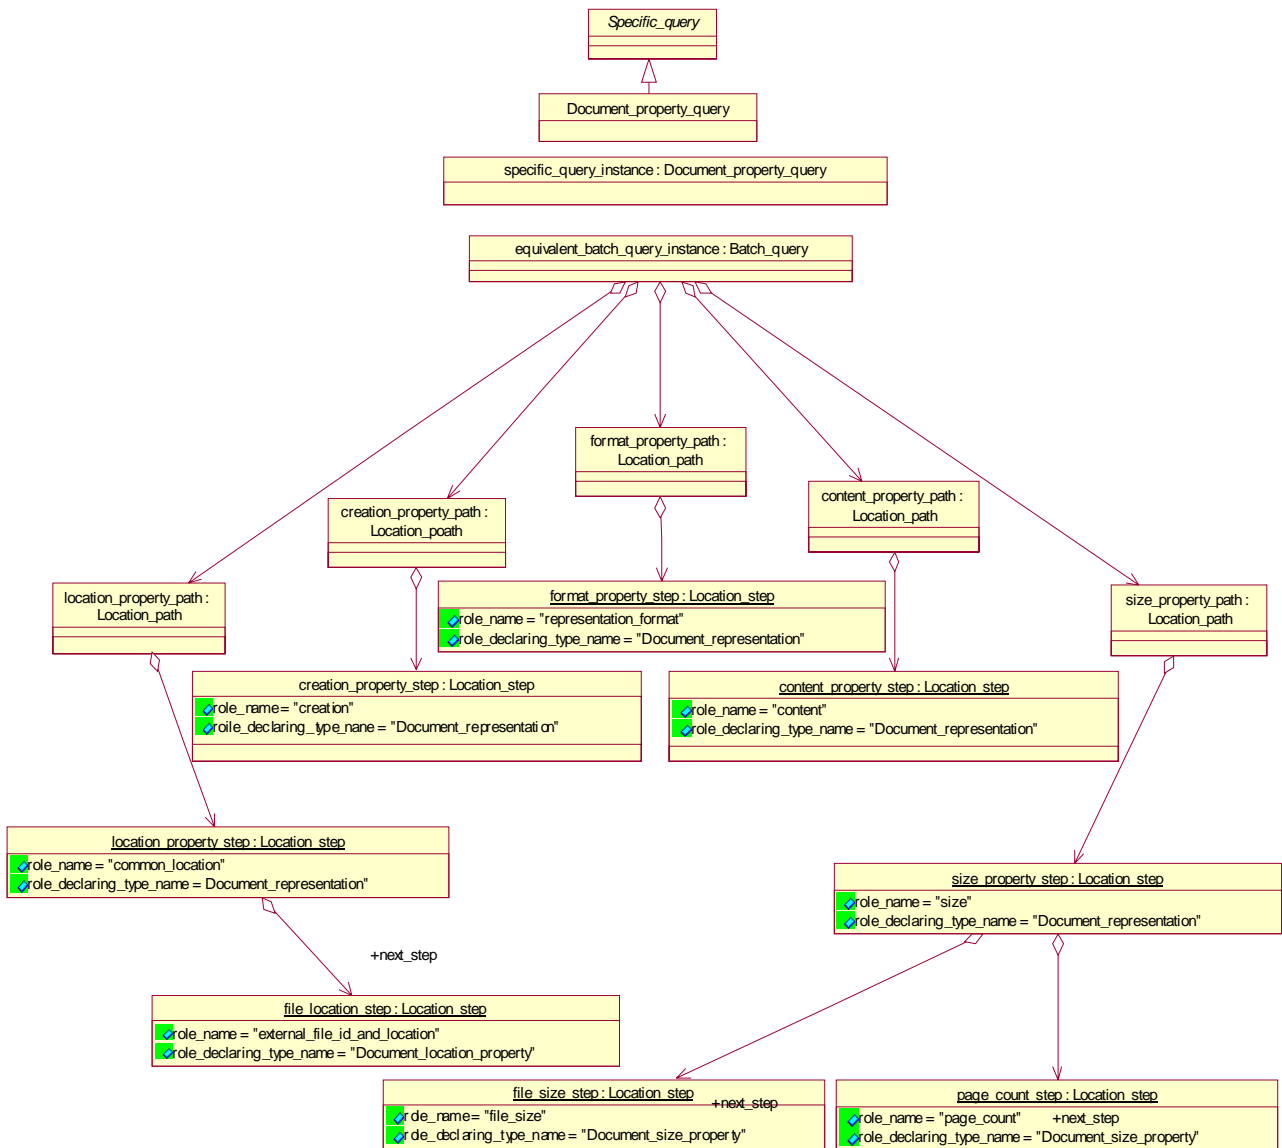 Specific_query
Document_property_query
specific_query_instance : Document_property_query
equivalent_batch_query_instance : Batch_query
format_property_path :
Location_path
content_property_path :
Location_path
creation_property_path :
Location_poath
location_property_path :
Location_path
size_property_path :
Location_path
format_property_step : Location_step
role_name = "representation_format"
role_declaring_type_name = "Document_representation"
creation_property_step : Location_step
role_name = "creation"
roile_declaring_type_nane = "Document_representation"
content_property_step : Location_step
role_name = "content"
role_declaring_type_name = "Document_representation"
location_property_step : Location_step
role_name = "common_location"
role_declaring_type_name = Document_representation"
size_property_step : Location_step
role_name = "size"
role_declaring_type_name = "Document_representation"
+next_step
file_location_step : Location_step
role_name = "external_file_id_and_location"
role_declaring_type_name = "Document_location_property"
file_size_step : Location_step
+next_step
role_name = "file_size"
role_declaring_type_name = "Document_size_property"
page_count_step : Location_step
role_name = "page_count"
+next_step
role_declaring_type_name = "Document_size_property"